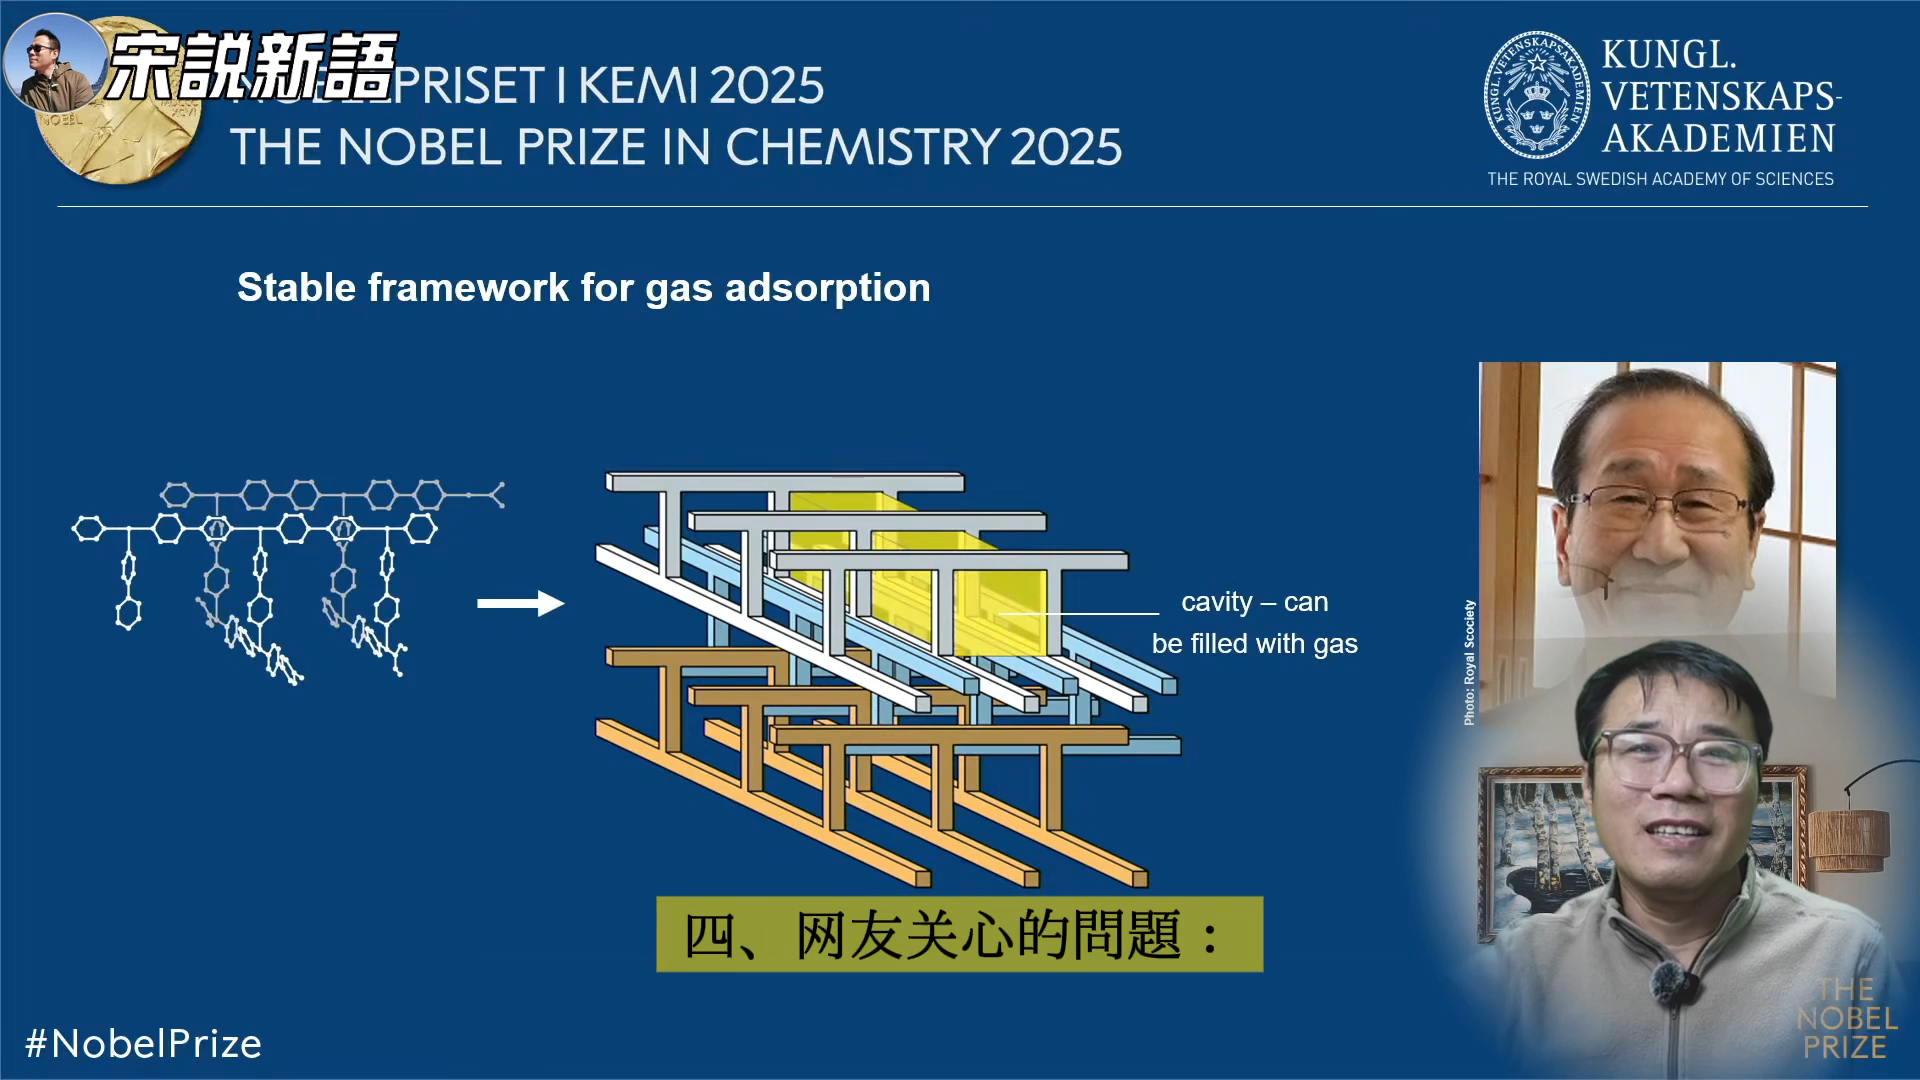 宋説新語
NOBELPRISET I KEMI 2025
THE NOBEL PRIZE IN CHEMISTRY 2025
KUNGL.
VETENSKAPS-
AKADEMIEN
THE ROYAL SWEDISH ACADEMY OF SCIENCES
Stable framework for gas adsorption
cavity – can
be filled with gas
Photo: Royal Scociety
四、网友关心的問題：
#NobelPrize
THE
NOBEL
PRIZE